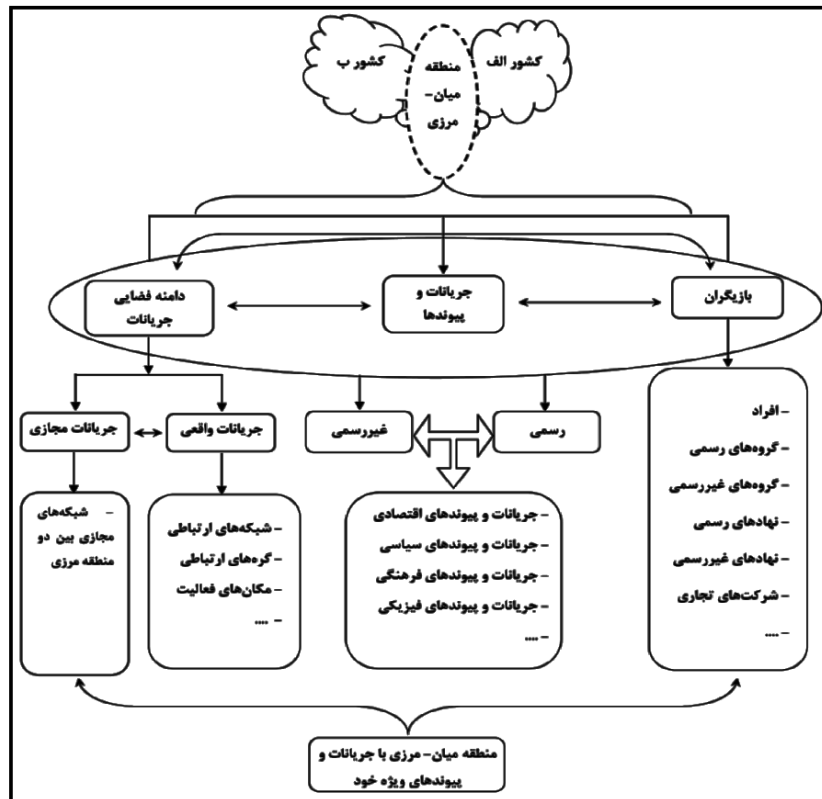 کشور الف
منطقه
میان-
مرزی
کشور ب
بازیگران
جریانات و
پیوندها
دامنه فضایی
جریانات
رسمی
غیررسمی
جریانات واقعی
جریانات مجازی
- افراد
- گروه‌های رسمی
- گروه‌های غیررسمی
- نهادهای رسمی
- نهادهای غیررسمی
- شرکت‌های تجاری
- ....
- جریانات و پیوندهای اقتصادی
- جریانات و پیوندهای سیاسی
- جریانات و پیوندهای فرهنگی
- جریانات و پیوندهای فیزیکی
- ....
- شبکه‌های ارتباطی
- گره‌های ارتباطی
- مکان‌های فعالیت
- ....
- شبکه‌های
مجازی بین دو
منطقه مرزی
منطقه میان- مرزی با جریانات و
پیوندهای ویژه خود